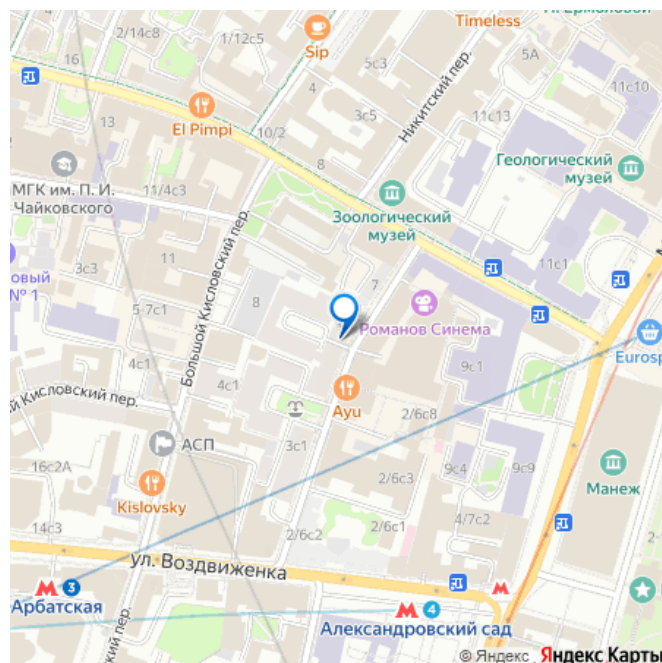 2/14с8
1/12с5
Sip
Timeless
16
5с3
5А
11с10
4
3с5
11с13
Никитский пер.
El Pimpi
13
10/2
8
Геологический
музей
МГК им. П. И.
Чайковского
11/4с3
Зоологический
музей
Большой Кисловский пер.
11
3с3
овый
№ 1
5-7с1
8
7
11с1
Романов Синема
Eurosp
4с1
4с1
9с1
й Кисловский пер.
Ayu
2/6с8
АСП
3с1
16с2А
Kislovsky
2/6с3
9с4
9с9
Манеж
14с3
2/6с2
2/6с1
4/7с2
ул. Воздвиженка
3
Арбатская
4
Александровский сад
пер.
© Яндекс Яндекс Карты